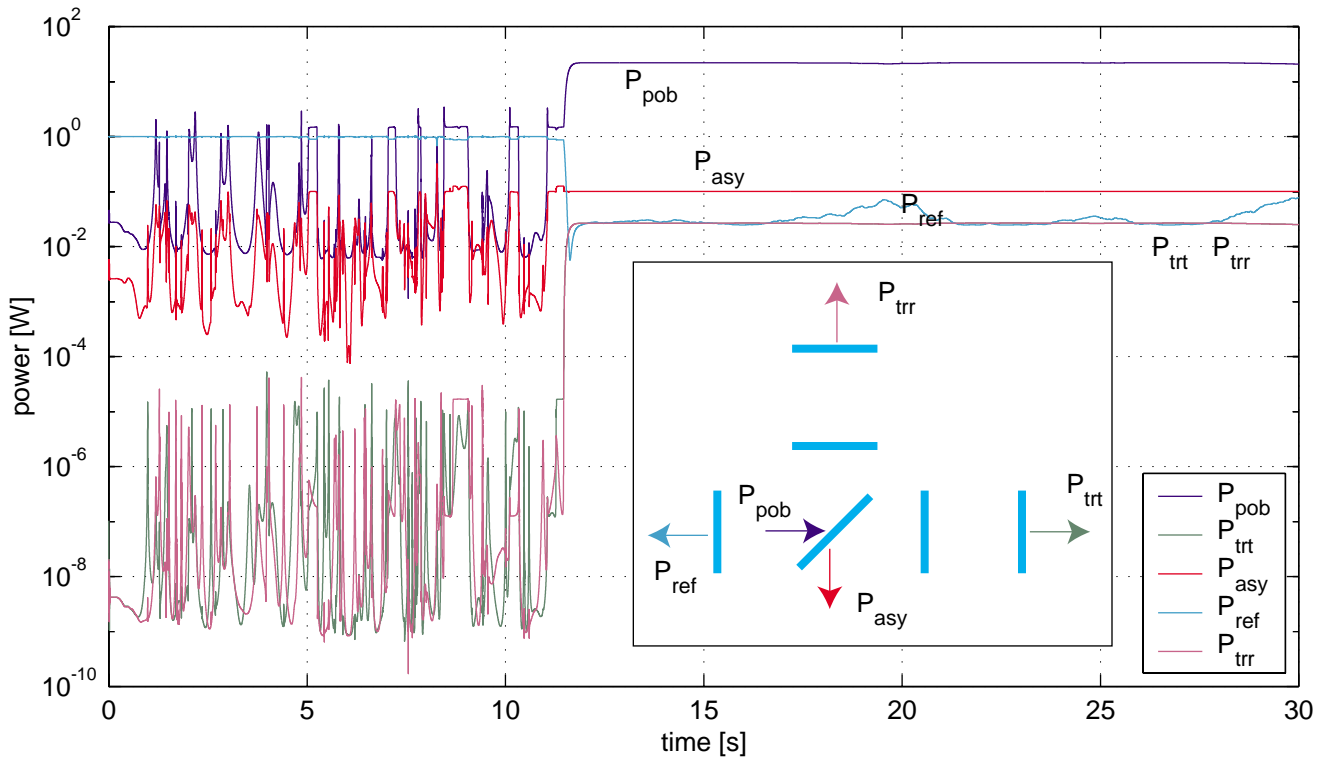 10^2
10^0
10^-2
10^-4
10^-6
10^-8
10^-10
power [W]
P_pob
P_asy
P_ref
P_trt P_trr
P_trr
P_pob
P_trt
P_ref
P_asy
P_pob
P_trt
P_asy
P_ref
P_trr
0 5 10 15 20 25 30
time [s]